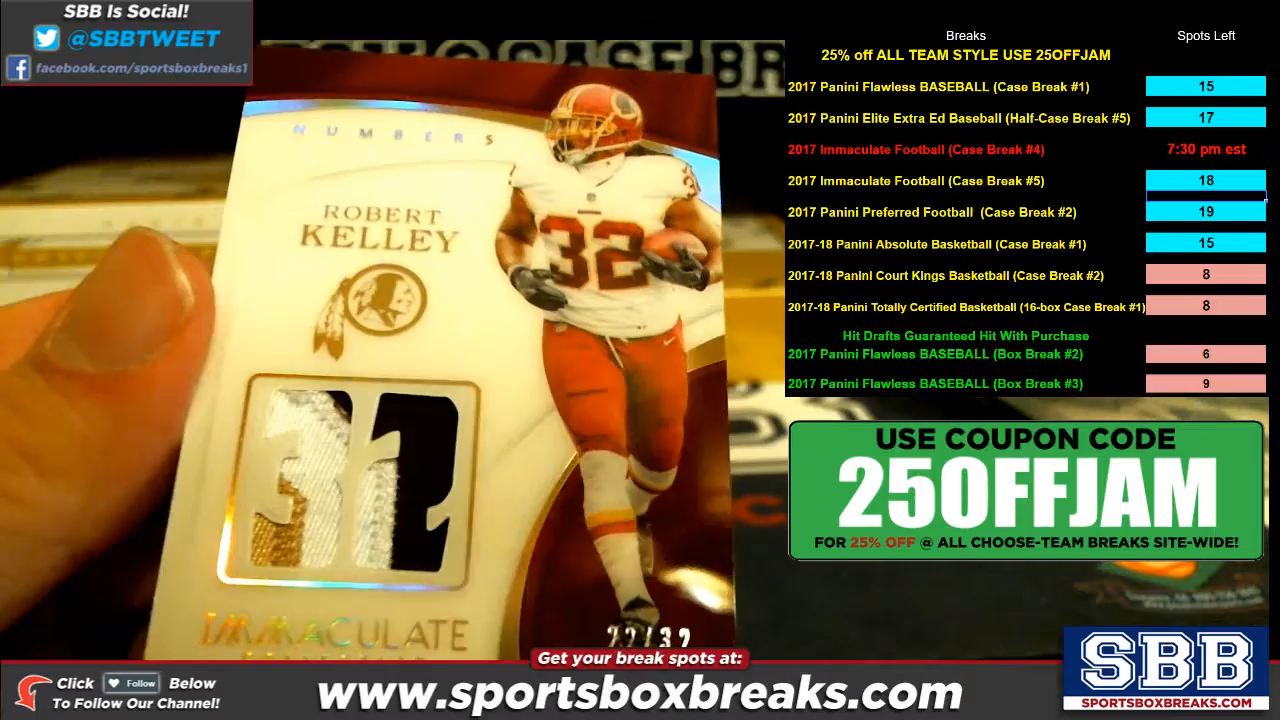 SBB Is Social!
@SBBTWEET
facebook.com/sportsboxbreaks1
NUMBERS
ROBERT
KELLEY
32
32
IMMACULATE
Breaks Spots Left
25% off ALL TEAM STYLE USE 25OFFJAM
2017 Panini Flawless BASEBALL (Case Break #1) 15
2017 Panini Elite Extra Ed Baseball (Half-Case Break #5) 17
2017 Immaculate Football (Case Break #4) 7:30 pm est
2017 Immaculate Football (Case Break #5) 18
2017 Panini Preferred Football (Case Break #2) 19
2017-18 Panini Absolute Basketball (Case Break #1) 15
2017-18 Panini Court Kings Basketball (Case Break #2) 8
2017-18 Panini Totally Certified Basketball (16-box Case Break #1) 8
Hit Drafts Guaranteed Hit With Purchase
2017 Panini Flawless BASEBALL (Box Break #2) 6
2017 Panini Flawless BASEBALL (Box Break #3) 9
USE COUPON CODE
25OFFJAM
FOR 25% OFF @ ALL CHOOSE-TEAM BREAKS SITE-WIDE!
Get your break spots at:
Click Follow Below
To Follow Our Channel!
www.sportsboxbreaks.com
SBB
SPORTSBOXBREAKS.COM